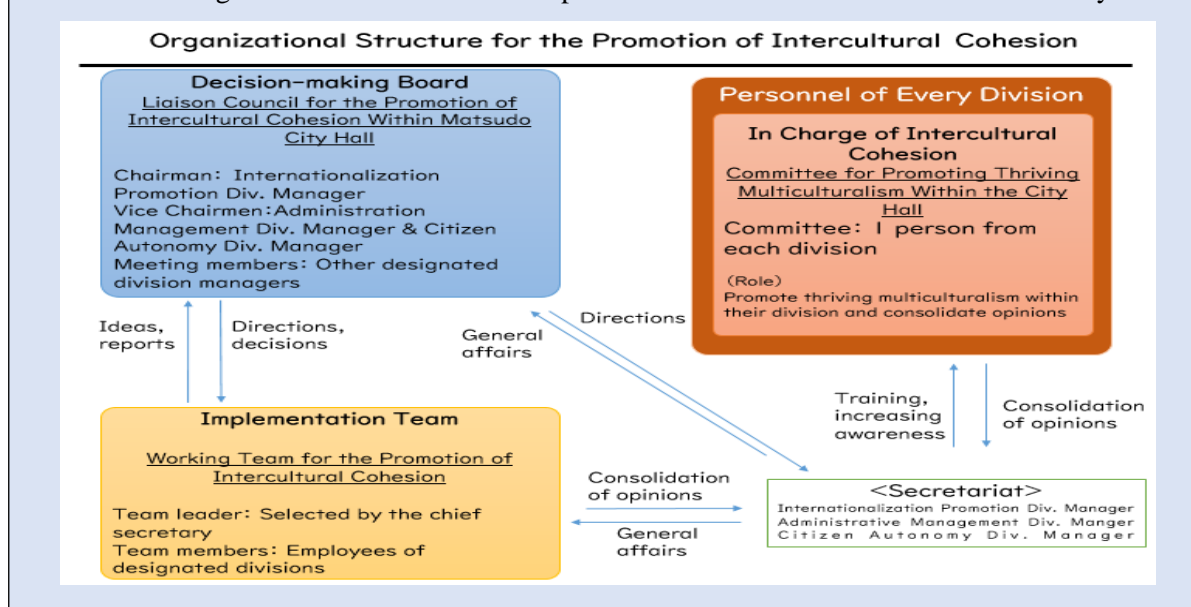 Organizational Structure for the Promotion of Intercultural Cohesion
Decision-making Board
Liaison Council for the Promotion of
Intercultural Cohesion Within Matsudo
City Hall
Chairman: Internationalization
Promotion Div. Manager
Vice Chairmen:Administration
Management Div. Manager & Citizen
Autonomy Div. Manager
Meeting members: Other designated
division managers
Personnel of Every Division
In Charge of Intercultural
Cohesion
Committee for Promoting Thriving
Multiculturalism Within the City
Hall
Committee: 1 person from
each division
(Role)
Promote thriving multiculturalism within
their division and consolidate opinions
Ideas,
reports
Directions,
decisions
General
affairs
Directions
Training,
increasing
awareness
Consolidation
of opinions
Implementation Team
Working Team for the Promotion of
Intercultural Cohesion
Team leader: Selected by the chief
secretary
Team members: Employees of
designated divisions
Consolidation
of opinions
General
affairs
<Secretariat>
Internationalization Promotion Div. Manager
Administrative Management Div. Manger
Citizen Autonomy Div. Manager